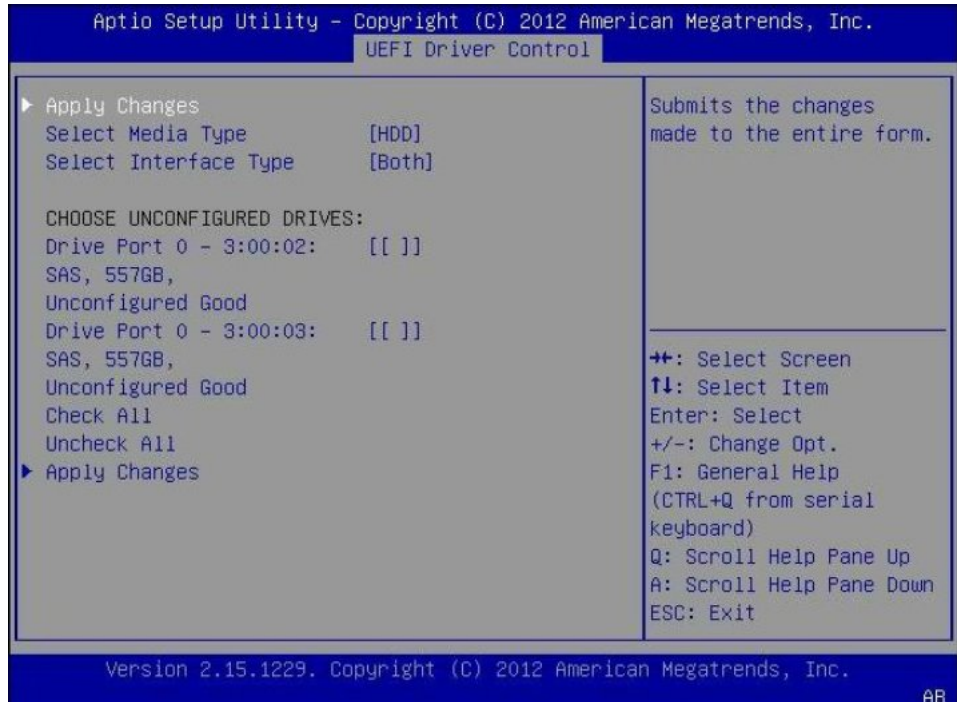 Aptio Setup Utility – Copyright (C) 2012 American Megatrends, Inc.
UEFI Driver Control
▶ Apply Changes
Select Media Type [HDD]
Select Interface Type [Both]
CHOOSE UNCONFIGURED DRIVES:
Drive Port 0 – 3:00:02: [[ ]]
SAS, 557GB,
Unconfigured Good
Drive Port 0 – 3:00:03: [[ ]]
SAS, 557GB,
Unconfigured Good
Check All
Uncheck All
▶ Apply Changes
Submits the changes
made to the entire form.
→←: Select Screen
↑↓: Select Item
Enter: Select
+/-: Change Opt.
F1: General Help
(CTRL+Q from serial
keyboard)
Q: Scroll Help Pane Up
A: Scroll Help Pane Down
ESC: Exit
Version 2.15.1229. Copyright (C) 2012 American Megatrends, Inc.
AB